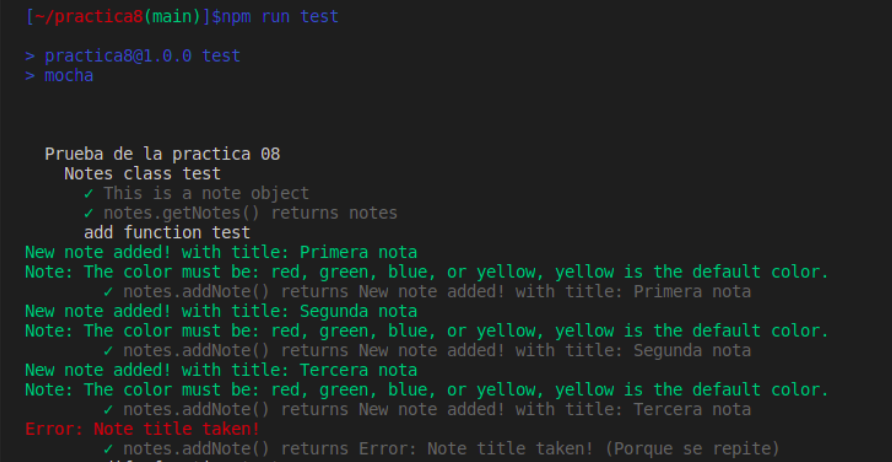 [~/practica8(main)]$npm run test
> practica8@1.0.0 test
> mocha
Prueba de la practica 08
Notes class test
✓ This is a note object
✓ notes.getNotes() returns notes
add function test
New note added! with title: Primera nota
Note: The color must be: red, green, blue, or yellow, yellow is the default color.
✓ notes.addNote() returns New note added! with title: Primera nota
New note added! with title: Segunda nota
Note: The color must be: red, green, blue, or yellow, yellow is the default color.
✓ notes.addNote() returns New note added! with title: Segunda nota
New note added! with title: Tercera nota
Note: The color must be: red, green, blue, or yellow, yellow is the default color.
✓ notes.addNote() returns New note added! with title: Tercera nota
Error: Note title taken!
✓ notes.addNote() returns Error: Note title taken! (Porque se repite)